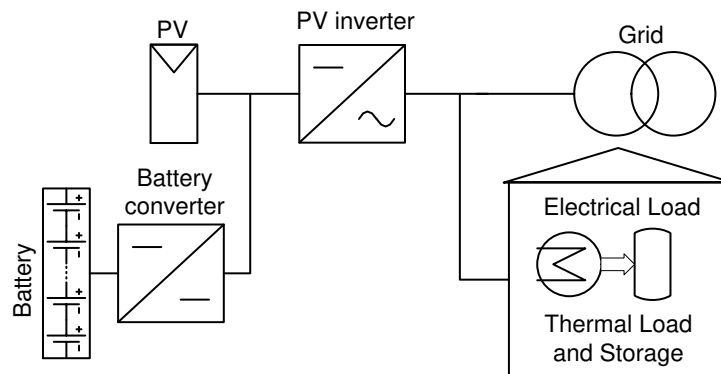 PV
PV inverter
Grid
Battery
converter
Battery
Electrical Load
Thermal Load
and Storage